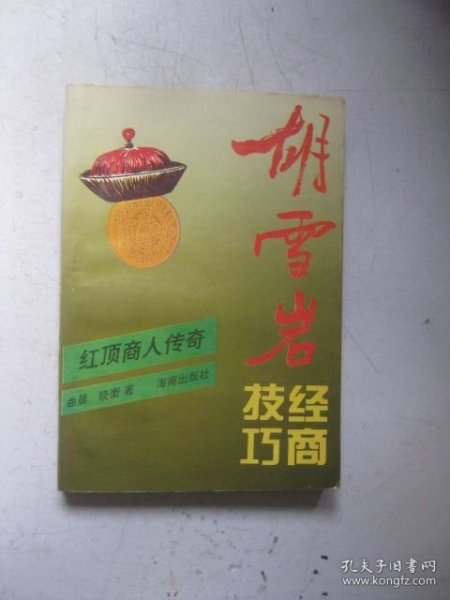 胡雪岩
经商
技巧
红顶商人传奇
曲晨 晓衡 著 海南出版社
孔夫子旧书网
www.kongfz.com